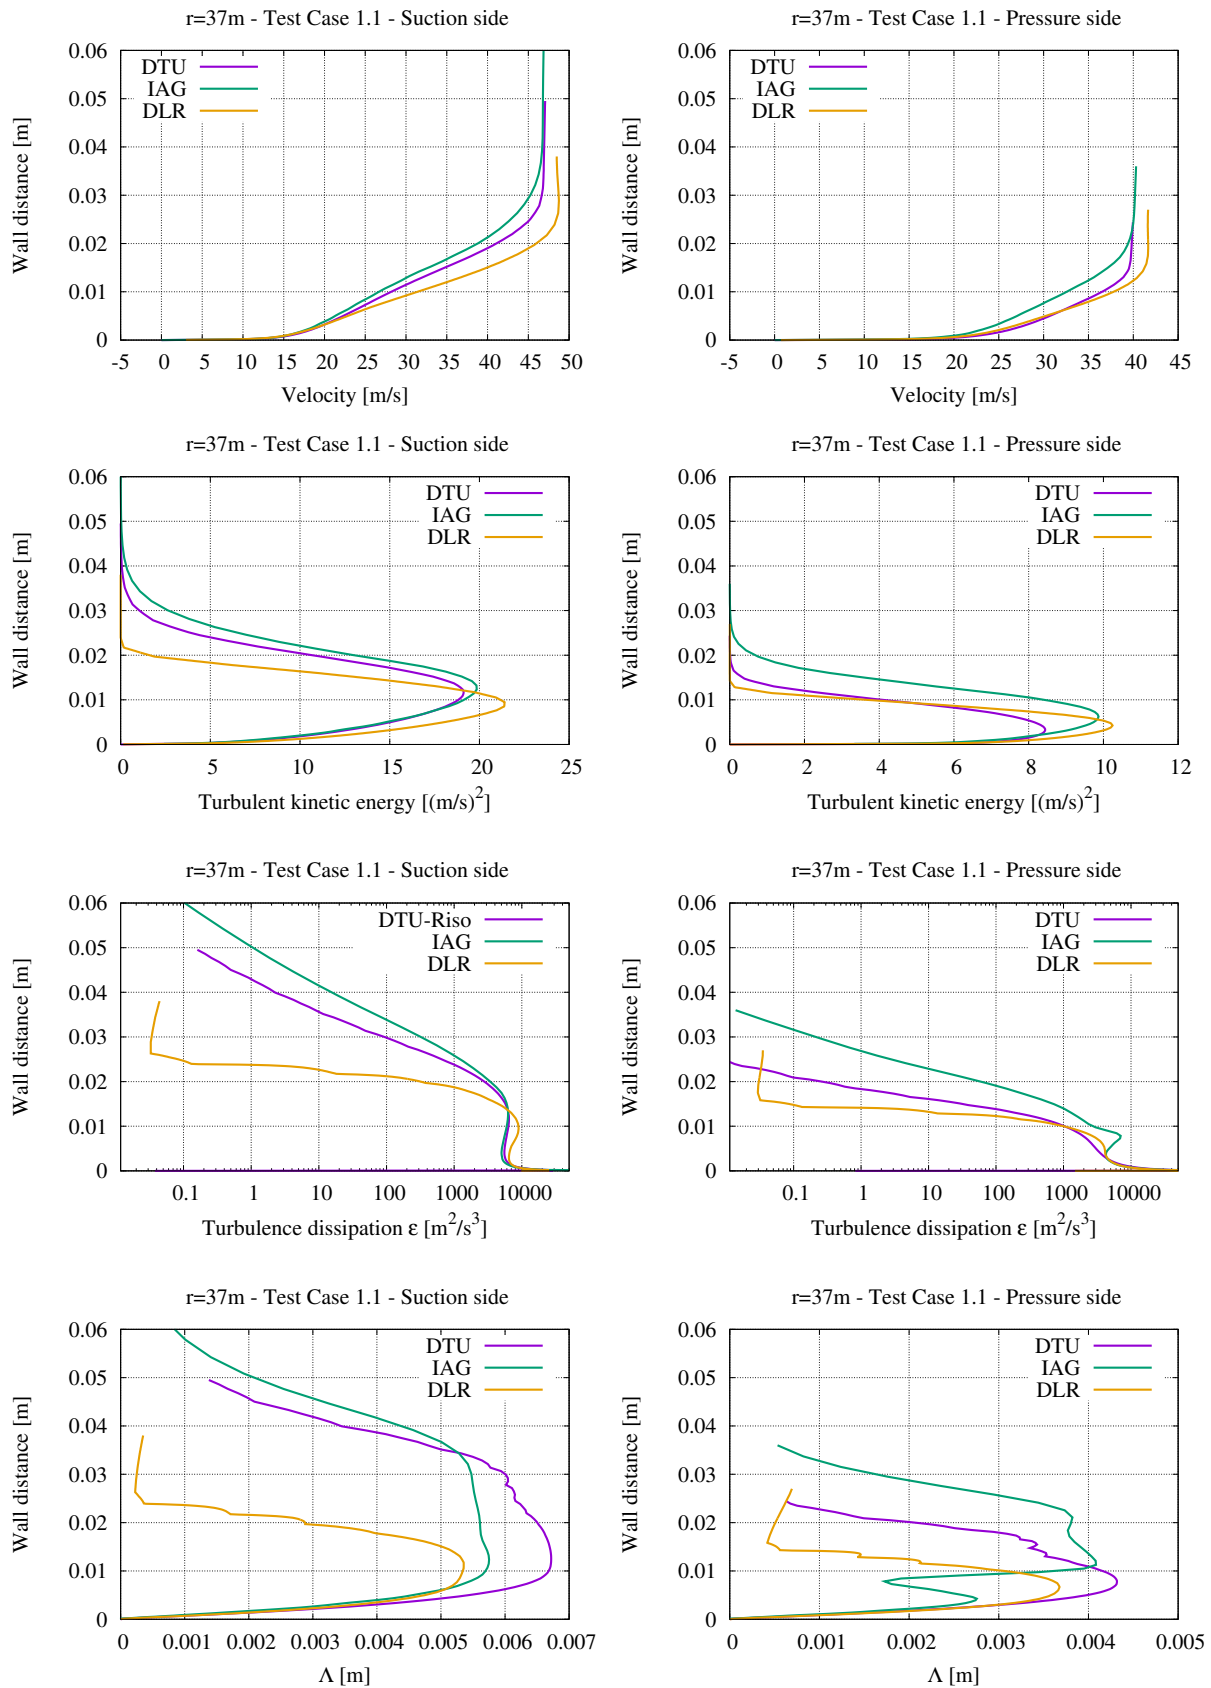 r=37m - Test Case 1.1 - Suction side
0.06
0.05
0.04
0.03
0.02
0.01
0
-5 0 5 10 15 20 25 30 35 40 45 50
Wall distance [m]
Velocity [m/s]
DTU
IAG
DLR
r=37m - Test Case 1.1 - Pressure side
0.06
0.05
0.04
0.03
0.02
0.01
0
-5 0 5 10 15 20 25 30 35 40 45
Wall distance [m]
Velocity [m/s]
DTU
IAG
DLR
r=37m - Test Case 1.1 - Suction side
0.06
0.05
0.04
0.03
0.02
0.01
0
0 5 10 15 20 25
Wall distance [m]
Turbulent kinetic energy [(m/s)²]
DTU
IAG
DLR
r=37m - Test Case 1.1 - Pressure side
0.06
0.05
0.04
0.03
0.02
0.01
0
0 2 4 6 8 10 12
Wall distance [m]
Turbulent kinetic energy [(m/s)²]
DTU
IAG
DLR
r=37m - Test Case 1.1 - Suction side
0.06
0.05
0.04
0.03
0.02
0.01
0
0.1 1 10 100 1000 10000
Wall distance [m]
Turbulence dissipation ε [m²/s³]
DTU-Riso
IAG
DLR
r=37m - Test Case 1.1 - Pressure side
0.06
0.05
0.04
0.03
0.02
0.01
0
0.1 1 10 100 1000 10000
Wall distance [m]
Turbulence dissipation ε [m²/s³]
DTU
IAG
DLR
r=37m - Test Case 1.1 - Suction side
0.06
0.05
0.04
0.03
0.02
0.01
0
0 0.001 0.002 0.003 0.004 0.005 0.006 0.007
Wall distance [m]
Λ [m]
DTU
IAG
DLR
r=37m - Test Case 1.1 - Pressure side
0.06
0.05
0.04
0.03
0.02
0.01
0
0 0.001 0.002 0.003 0.004 0.005
Wall distance [m]
Λ [m]
DTU
IAG
DLR